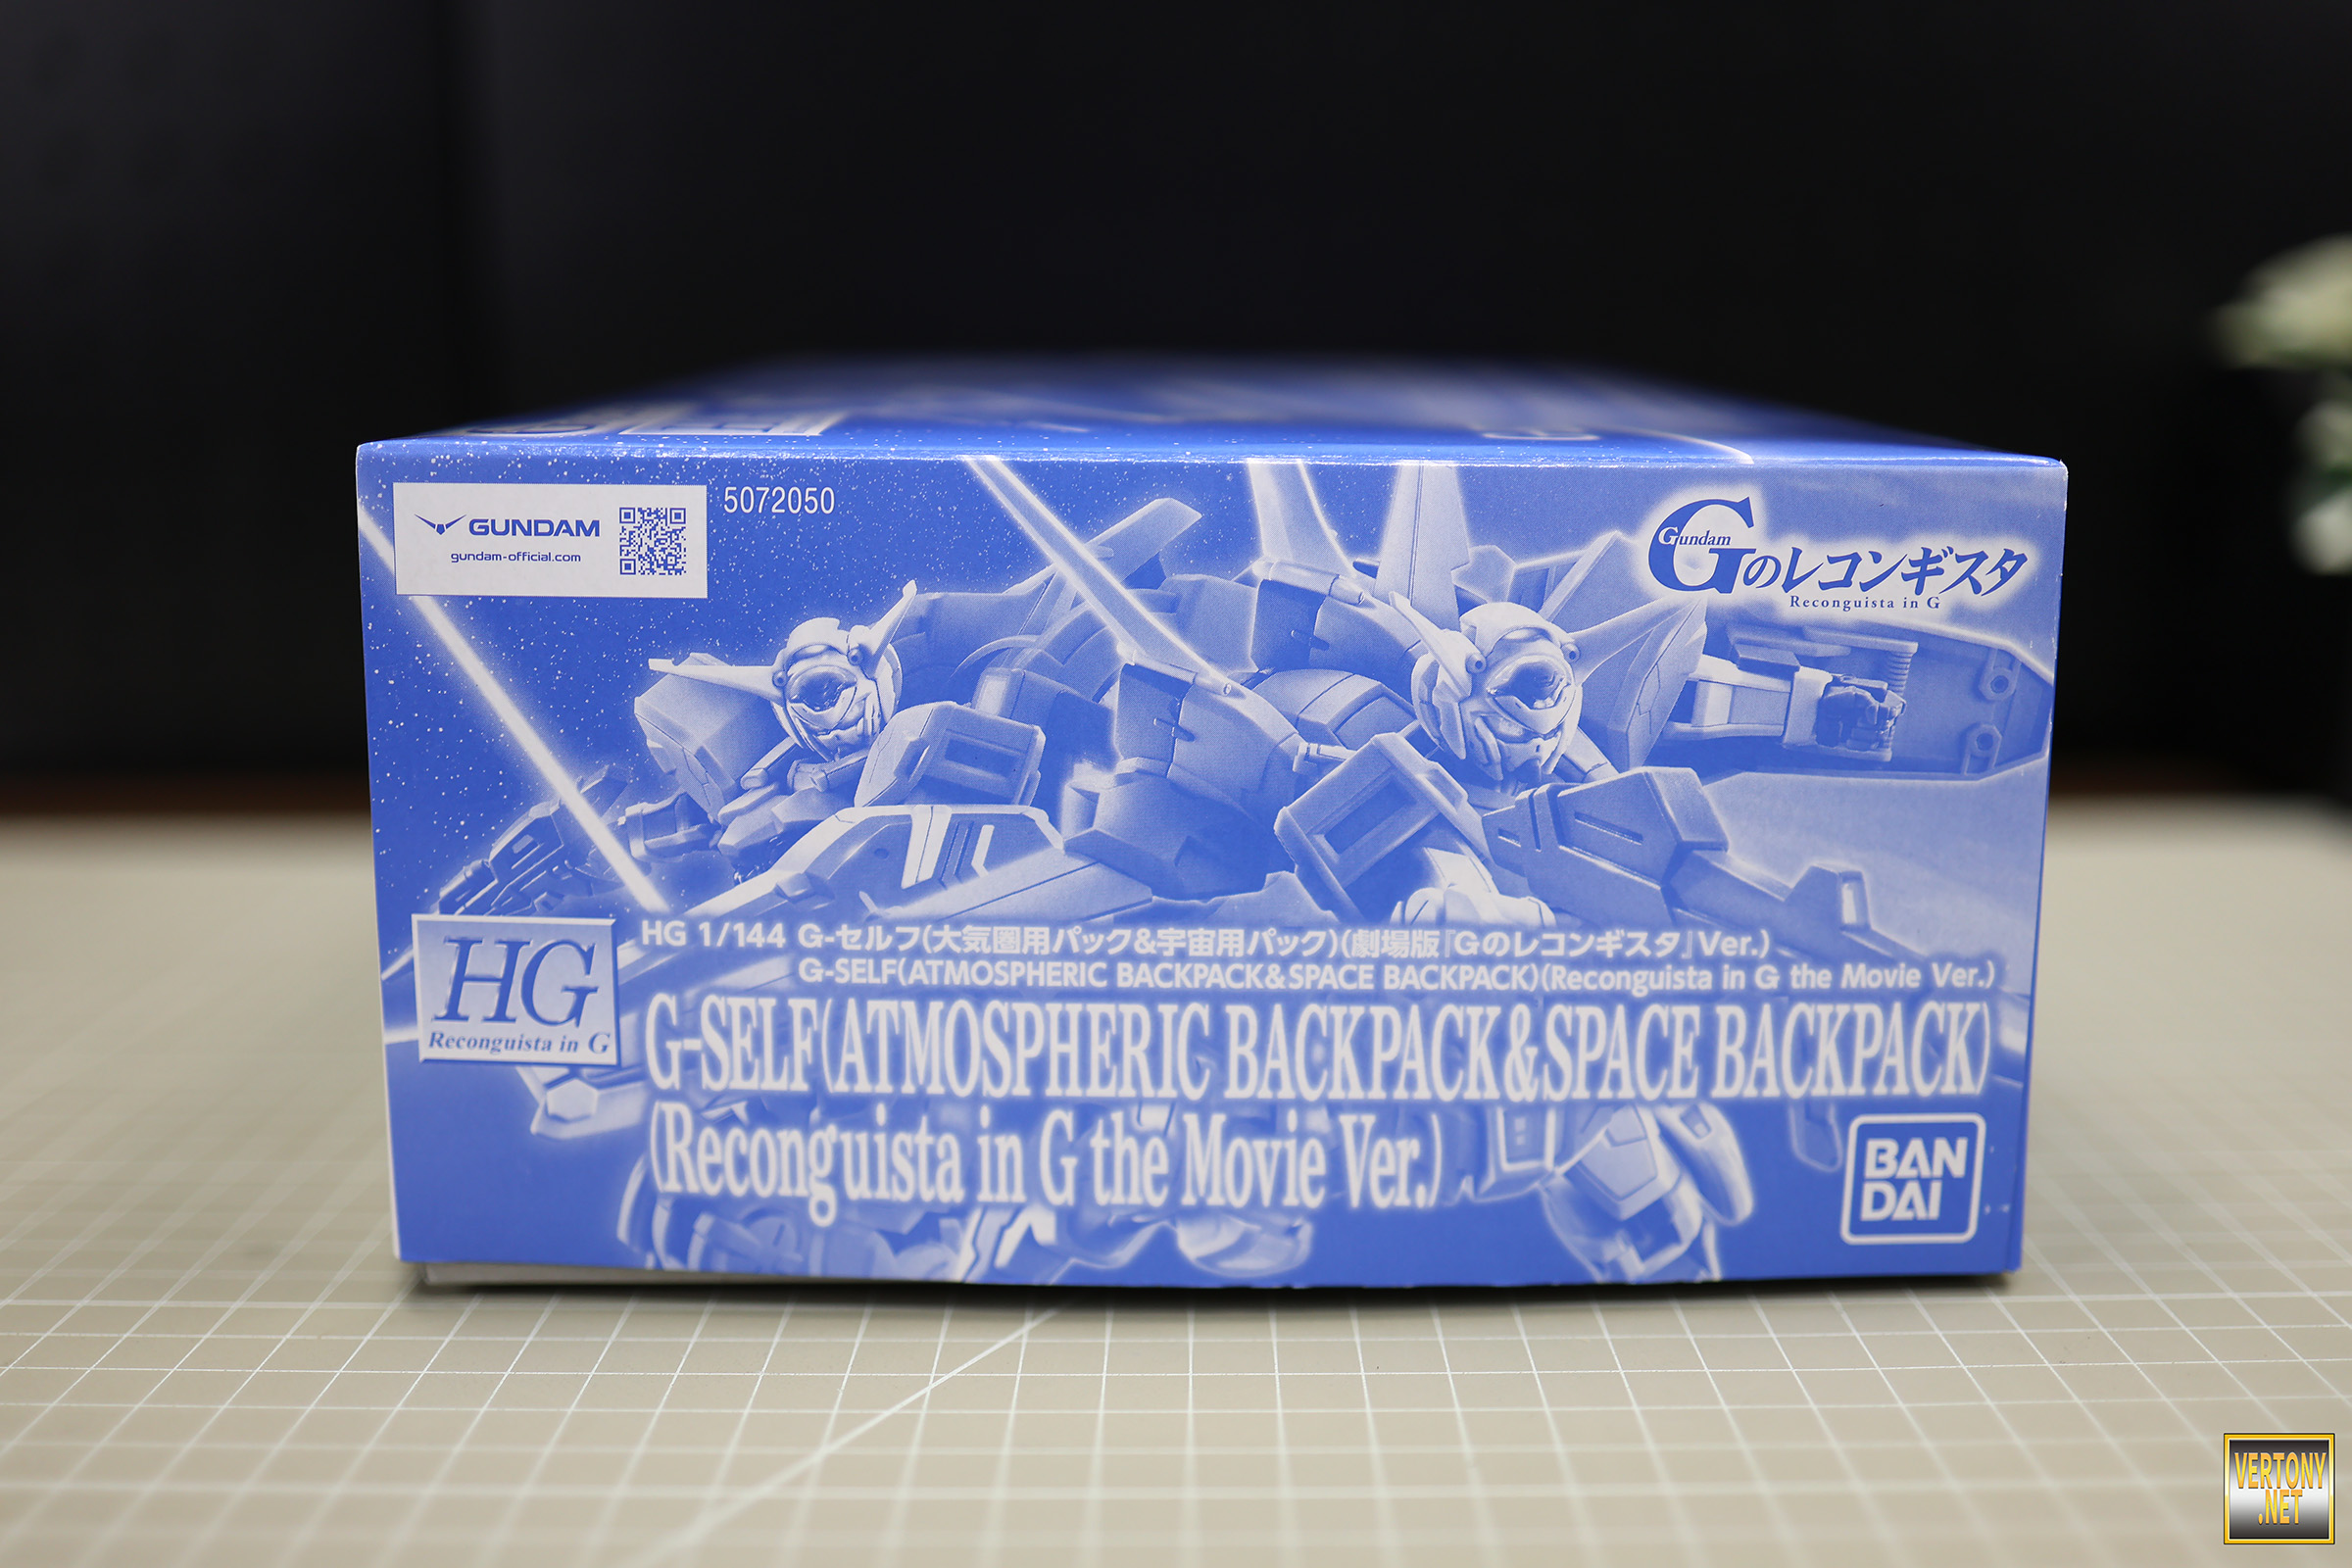 GUNDAM
gundam-official.com
5072050
Gundam
Gのレコンギスタ
Reconguista in G
HG
Reconguista in G
HG 1/144 G-セルフ(大気圏用パック&宇宙用パック)(劇場版『Gのレコンギスタ』Ver.)
G-SELF(ATMOSPHERIC BACKPACK&SPACE BACKPACK)(Reconguista in G the Movie Ver.)
G-SELF(ATMOSPHERIC BACKPACK&SPACE BACKPACK)
(Reconguista in G the Movie Ver.)
BAN
DAI
VERTONY
.NET